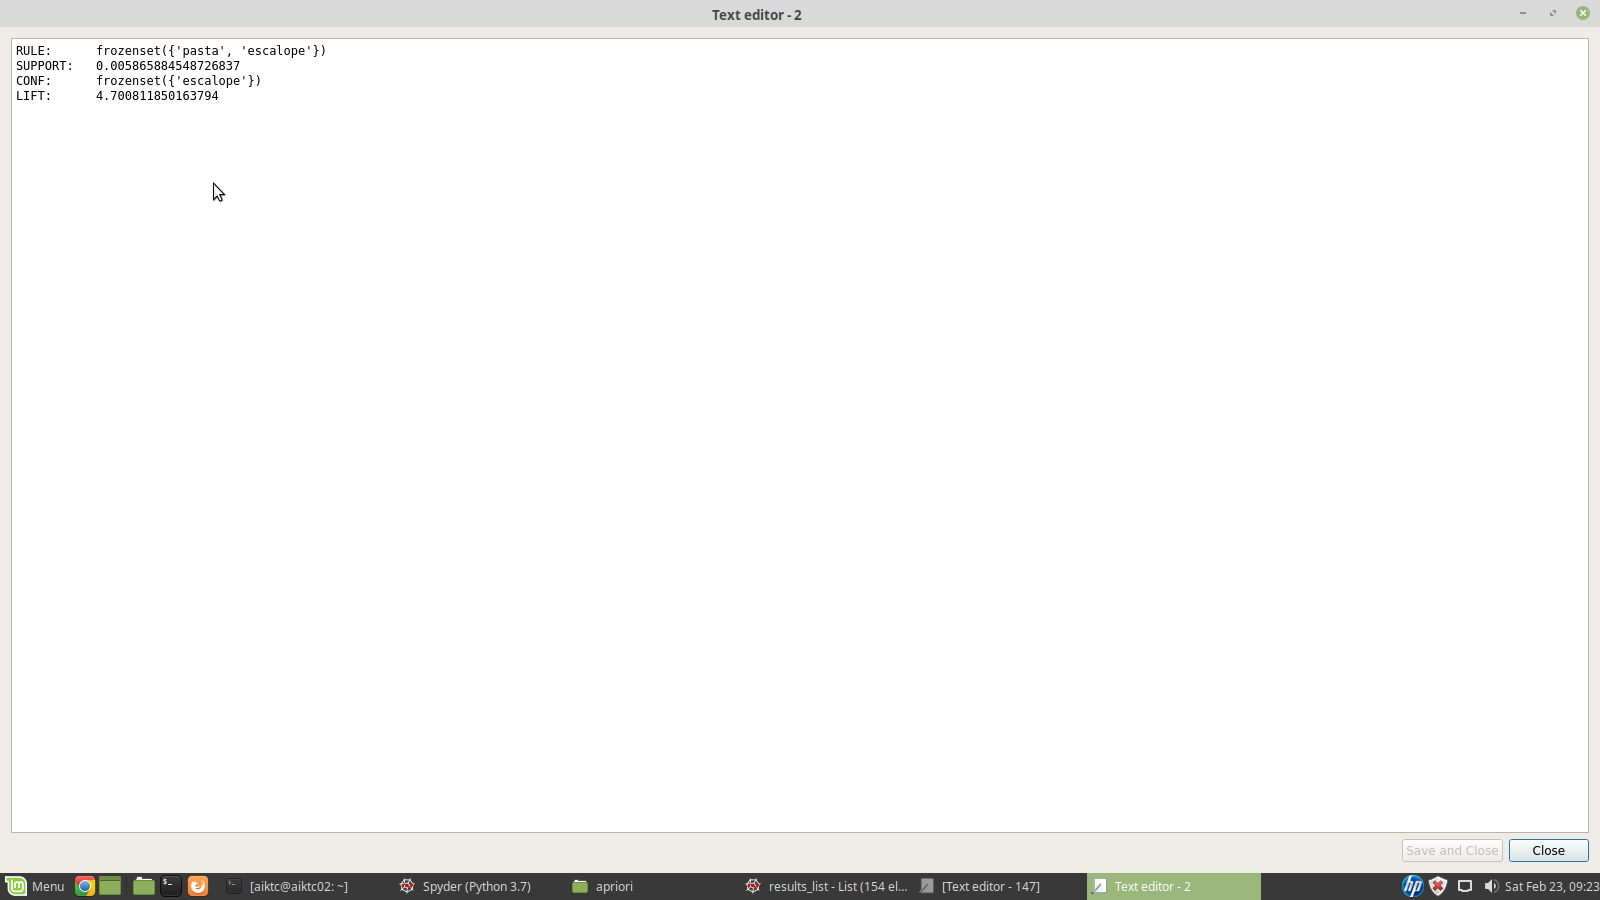 Text editor - 2
RULE: frozenset({'pasta', 'escalope'})
SUPPORT: 0.005865884548726837
CONF: frozenset({'escalope'})
LIFT: 4.700811850163794
Save and Close Close
Menu [aiktc@aiktc02: ~] Spyder (Python 3.7) apriori results_list - List (154 el... [Text editor - 147] Text editor - 2 hp Sat Feb 23, 09:23